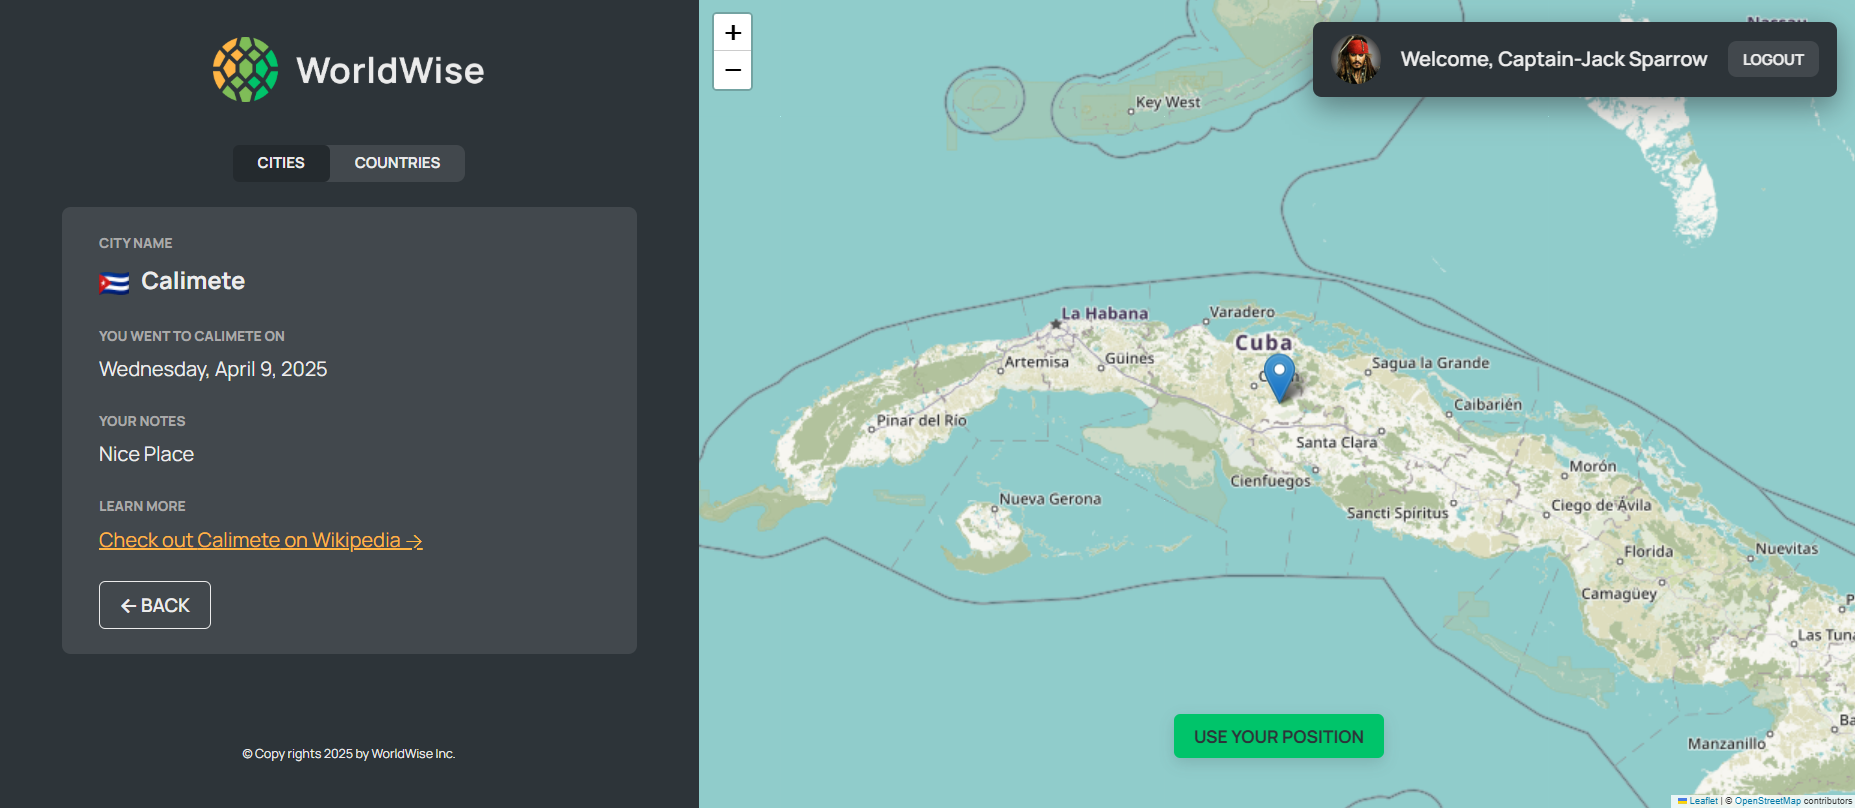 WorldWise
CITIES
COUNTRIES
CITY NAME
🇨🇺 Calimete
YOU WENT TO CALIMETE ON
Wednesday, April 9, 2025
YOUR NOTES
Nice Place
LEARN MORE
Check out Calimete on Wikipedia →
← BACK
© Copy rights 2025 by WorldWise Inc.
+
−
Welcome, Captain-Jack Sparrow
LOGOUT
Nassau
Key West
La Habana
Varadero
Cuba
Artemisa
Güines
Sagua la Grande
Caibarién
Pinar del Río
Santa Clara
Cienfuegos
Morón
Nueva Gerona
Sancti Spíritus
Ciego de Ávila
Florida
Nuevitas
Camagüey
Las Tuna
Manzanillo
Ba
USE YOUR POSITION
Leaflet | © OpenStreetMap contributors